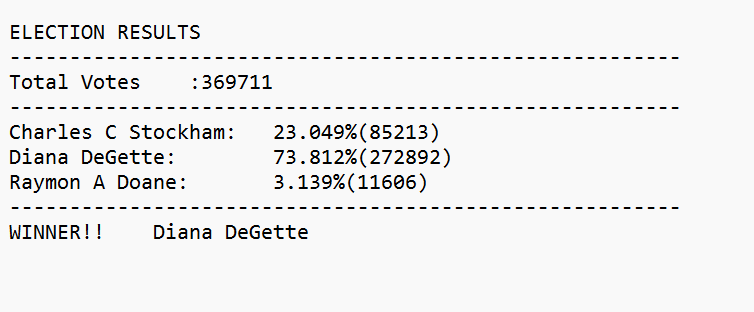 ELECTION RESULTS
--------------------------------------------------------
Total Votes    :369711
--------------------------------------------------------
Charles C Stockham:   23.049%(85213)
Diana DeGette:        73.812%(272892)
Raymon A Doane:       3.139%(11606)
--------------------------------------------------------
WINNER!!    Diana DeGette